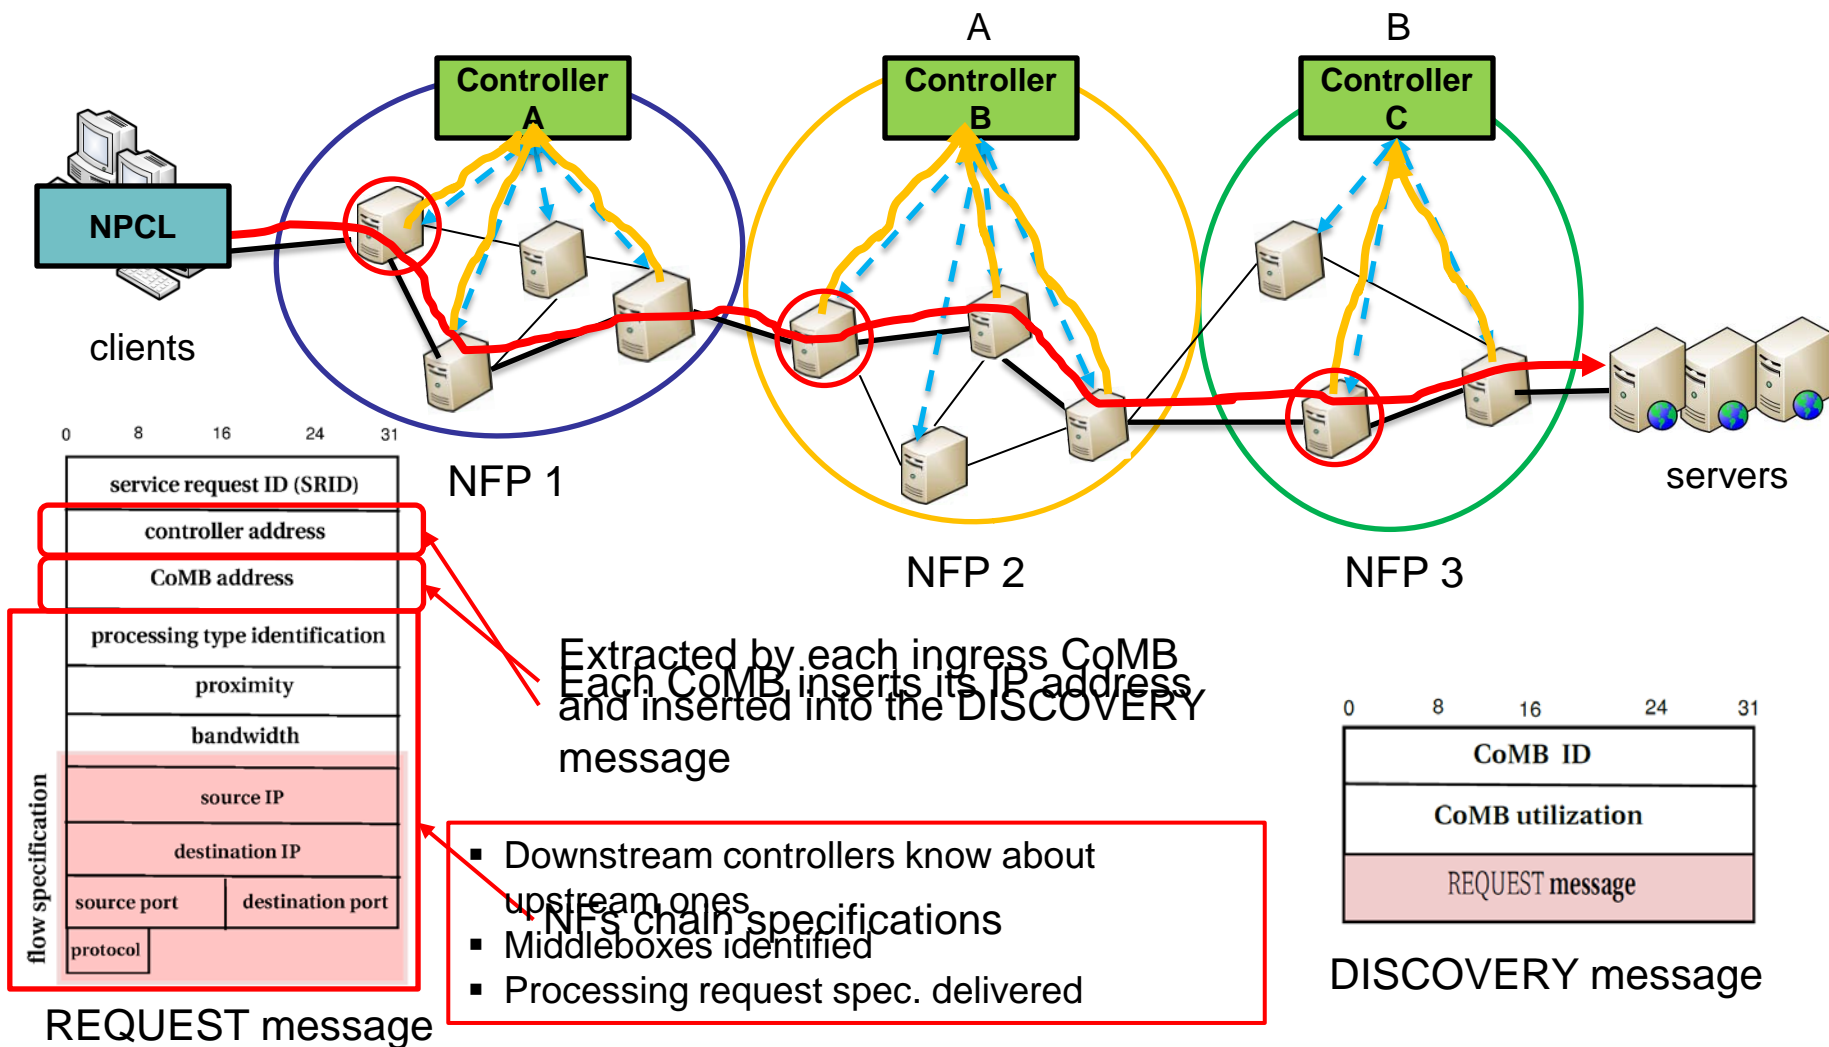 A
B
Controller
A
Controller
B
Controller
C
NPCL
clients
servers
NFP 1
NFP 2
NFP 3
0 8 16 24 31
service request ID (SRID)
controller address
CoMB address
processing type identification
proximity
bandwidth
source IP
destination IP
source port destination port
protocol
flow specification
REQUEST message
Extracted by each ingress CoMB
and inserted into the DISCOVERY
message
Each CoMB inserts its IP address
▪ Downstream controllers know about
upstream ones
▪ Middleboxes identified
▪ Processing request spec. delivered
NFs chain specifications
0 8 16 24 31
CoMB ID
CoMB utilization
REQUEST message
DISCOVERY message